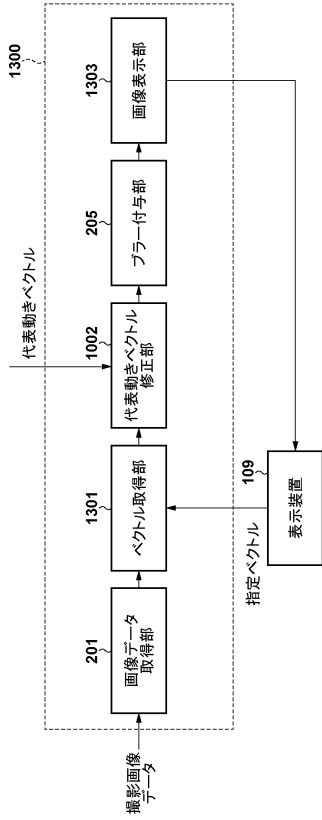 1300
撮影画像
データ
201
画像データ
取得部
1301
ベクトル取得部
代表動きベクトル
1002
代表動きベクトル
修正部
205
ブラー付与部
1303
画像表示部
指定ベクトル
109
表示装置